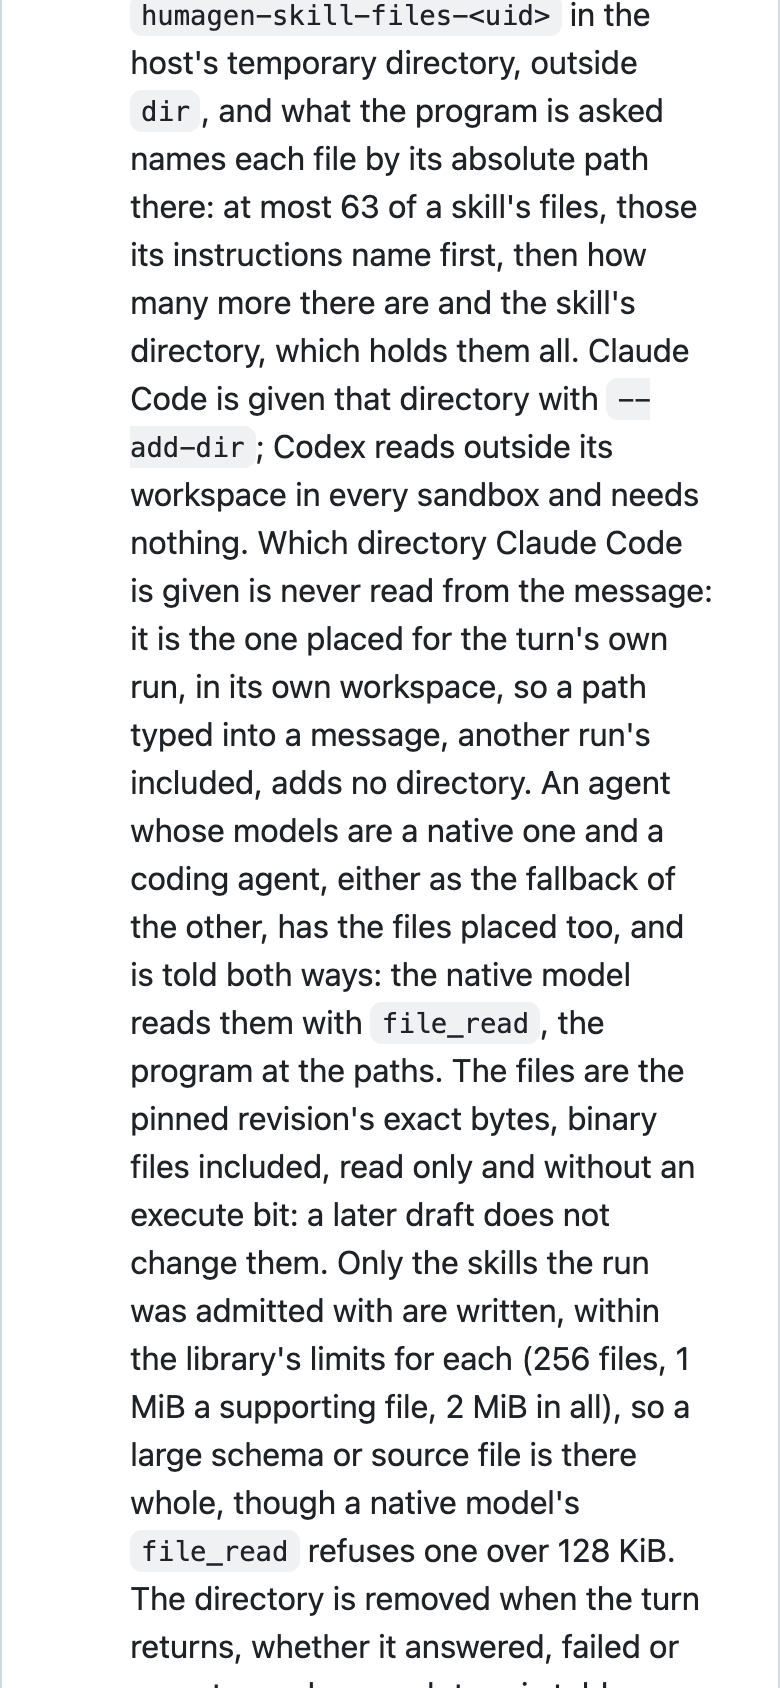 humagen-skill-files-<uid> in the
host's temporary directory, outside
dir, and what the program is asked
names each file by its absolute path
there: at most 63 of a skill's files, those
its instructions name first, then how
many more there are and the skill's
directory, which holds them all. Claude
Code is given that directory with --
add-dir; Codex reads outside its
workspace in every sandbox and needs
nothing. Which directory Claude Code
is given is never read from the message:
it is the one placed for the turn's own
run, in its own workspace, so a path
typed into a message, another run's
included, adds no directory. An agent
whose models are a native one and a
coding agent, either as the fallback of
the other, has the files placed too, and
is told both ways: the native model
reads them with file_read, the
program at the paths. The files are the
pinned revision's exact bytes, binary
files included, read only and without an
execute bit: a later draft does not
change them. Only the skills the run
was admitted with are written, within
the library's limits for each (256 files, 1
MiB a supporting file, 2 MiB in all), so a
large schema or source file is there
whole, though a native model's
file_read refuses one over 128 KiB.
The directory is removed when the turn
returns, whether it answered, failed or